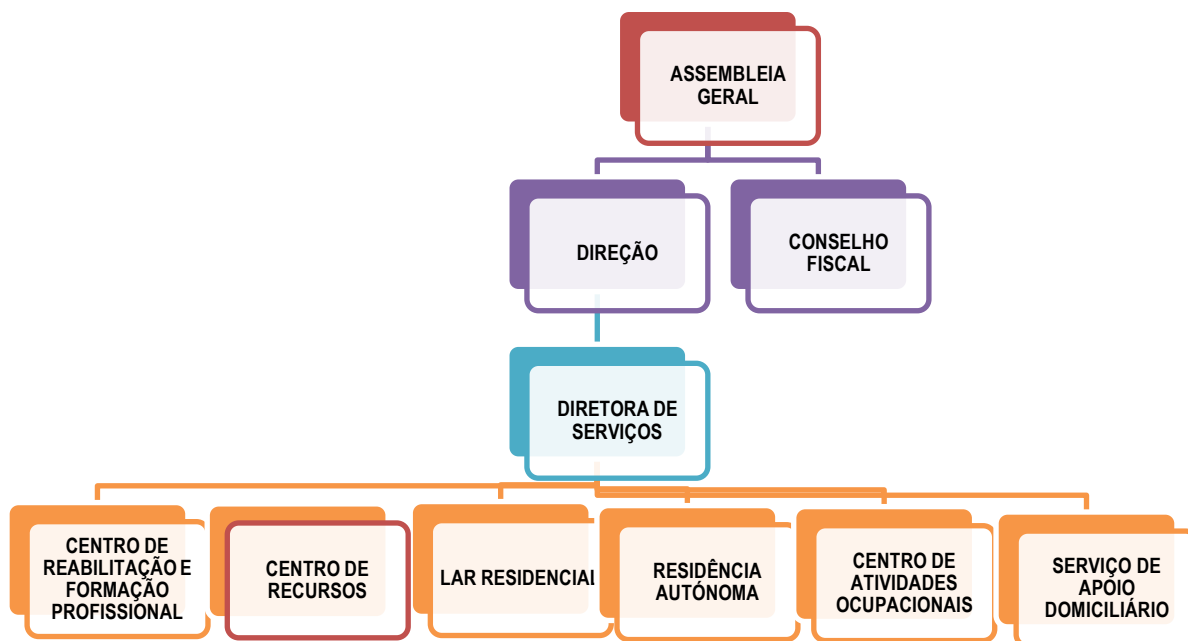 ASSEMBLEIA
GERAL
DIREÇÃO
CONSELHO
FISCAL
DIRETORA DE
SERVIÇOS
CENTRO DE
REABILITAÇÃO E
FORMAÇÃO
PROFISSIONAL
CENTRO DE
RECURSOS
LAR RESIDENCIAL
RESIDÊNCIA
AUTÓNOMA
CENTRO DE
ATIVIDADES
OCUPACIONAIS
SERVIÇO DE
APOIO
DOMICILIÁRIO